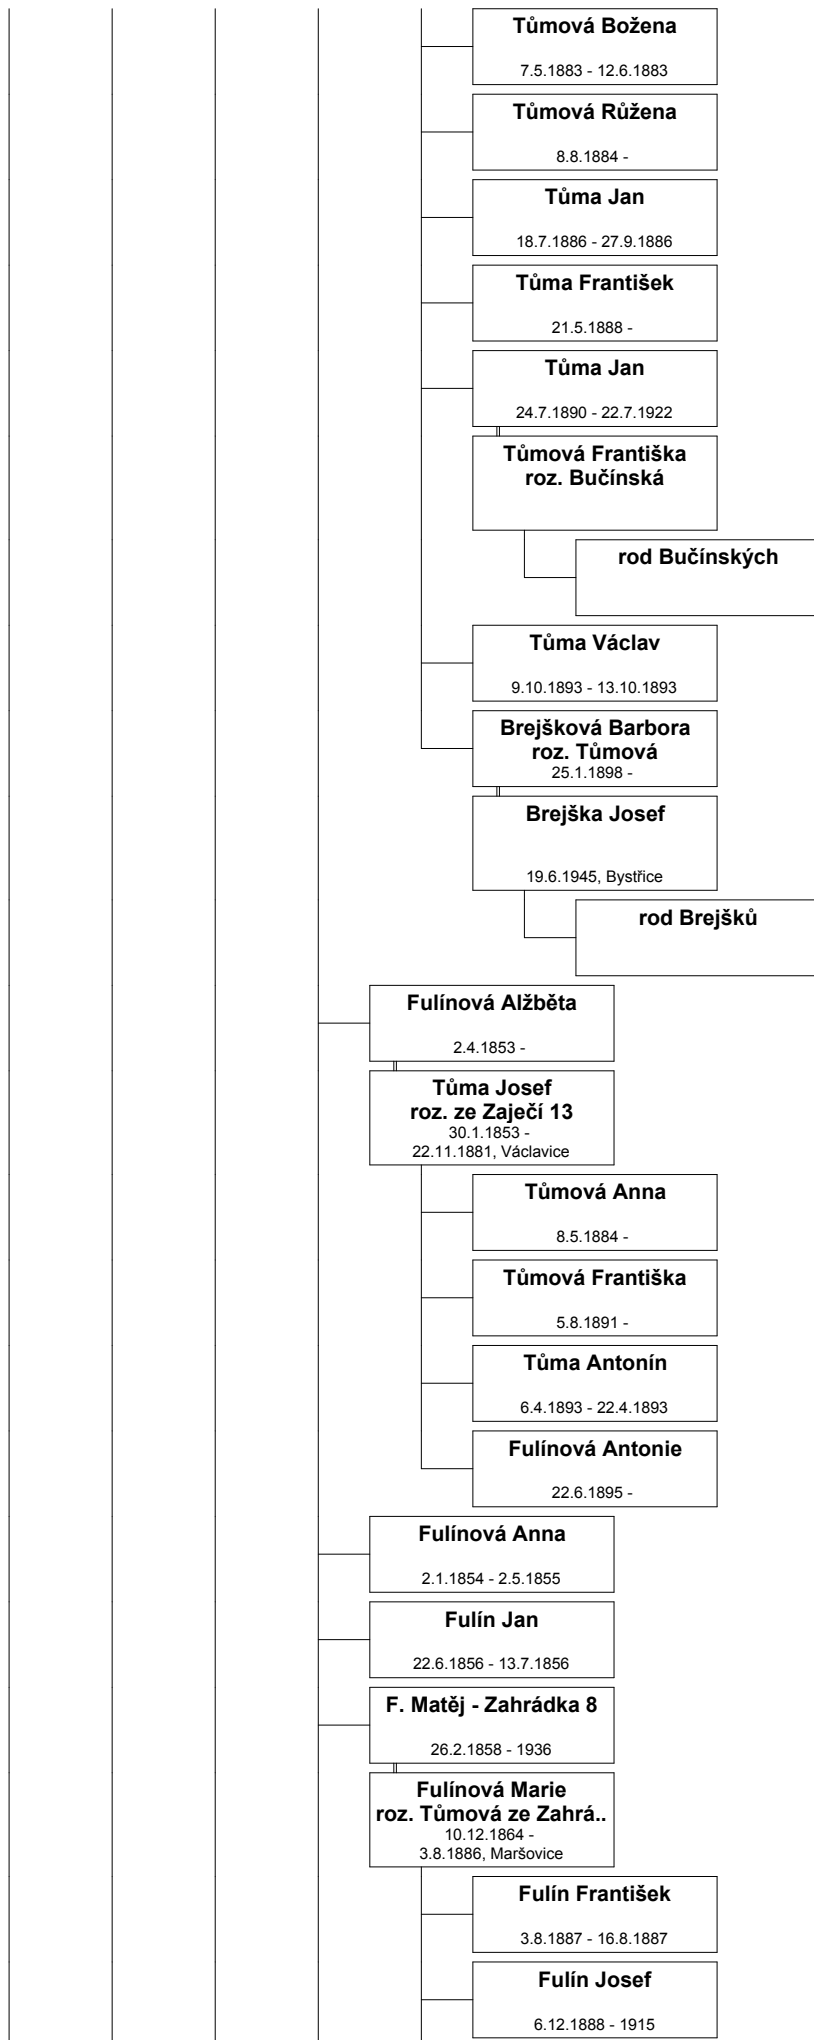 Tůmová Božena
7.5.1883 - 12.6.1883
Tůmová Růžena
8.8.1884 -
Tůma Jan
18.7.1886 - 27.9.1886
Tůma František
21.5.1888 -
Tůma Jan
24.7.1890 - 22.7.1922
Tůmová Františka
roz. Bučínská
rod Bučínských
Tůma Václav
9.10.1893 - 13.10.1893
Brejšková Barbora
roz. Tůmová
25.1.1898 -
Brejška Josef
19.6.1945, Bystřice
rod Brejšků
Fulínová Alžběta
2.4.1853 -
Tůma Josef
roz. ze Zaječí 13
30.1.1853 -
22.11.1881, Václavice
Tůmová Anna
8.5.1884 -
Tůmová Františka
5.8.1891 -
Tůma Antonín
6.4.1893 - 22.4.1893
Fulínová Antonie
22.6.1895 -
Fulínová Anna
2.1.1854 - 2.5.1855
Fulín Jan
22.6.1856 - 13.7.1856
F. Matěj - Zahrádka 8
26.2.1858 - 1936
Fulínová Marie
roz. Tůmová ze Zahrá..
10.12.1864 -
3.8.1886, Maršovice
Fulín František
3.8.1887 - 16.8.1887
Fulín Josef
6.12.1888 - 1915